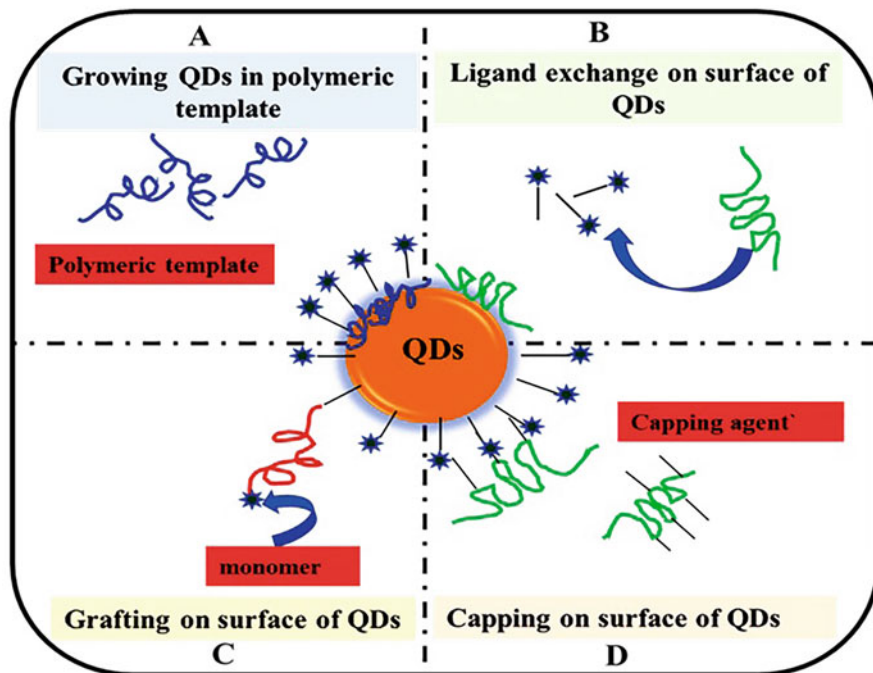 A
Growing QDs in polymeric
template
Polymeric template
B
Ligand exchange on surface of
QDs
QDs
monomer
Grafting on surface of QDs
C
Capping agent`
Capping on surface of QDs
D